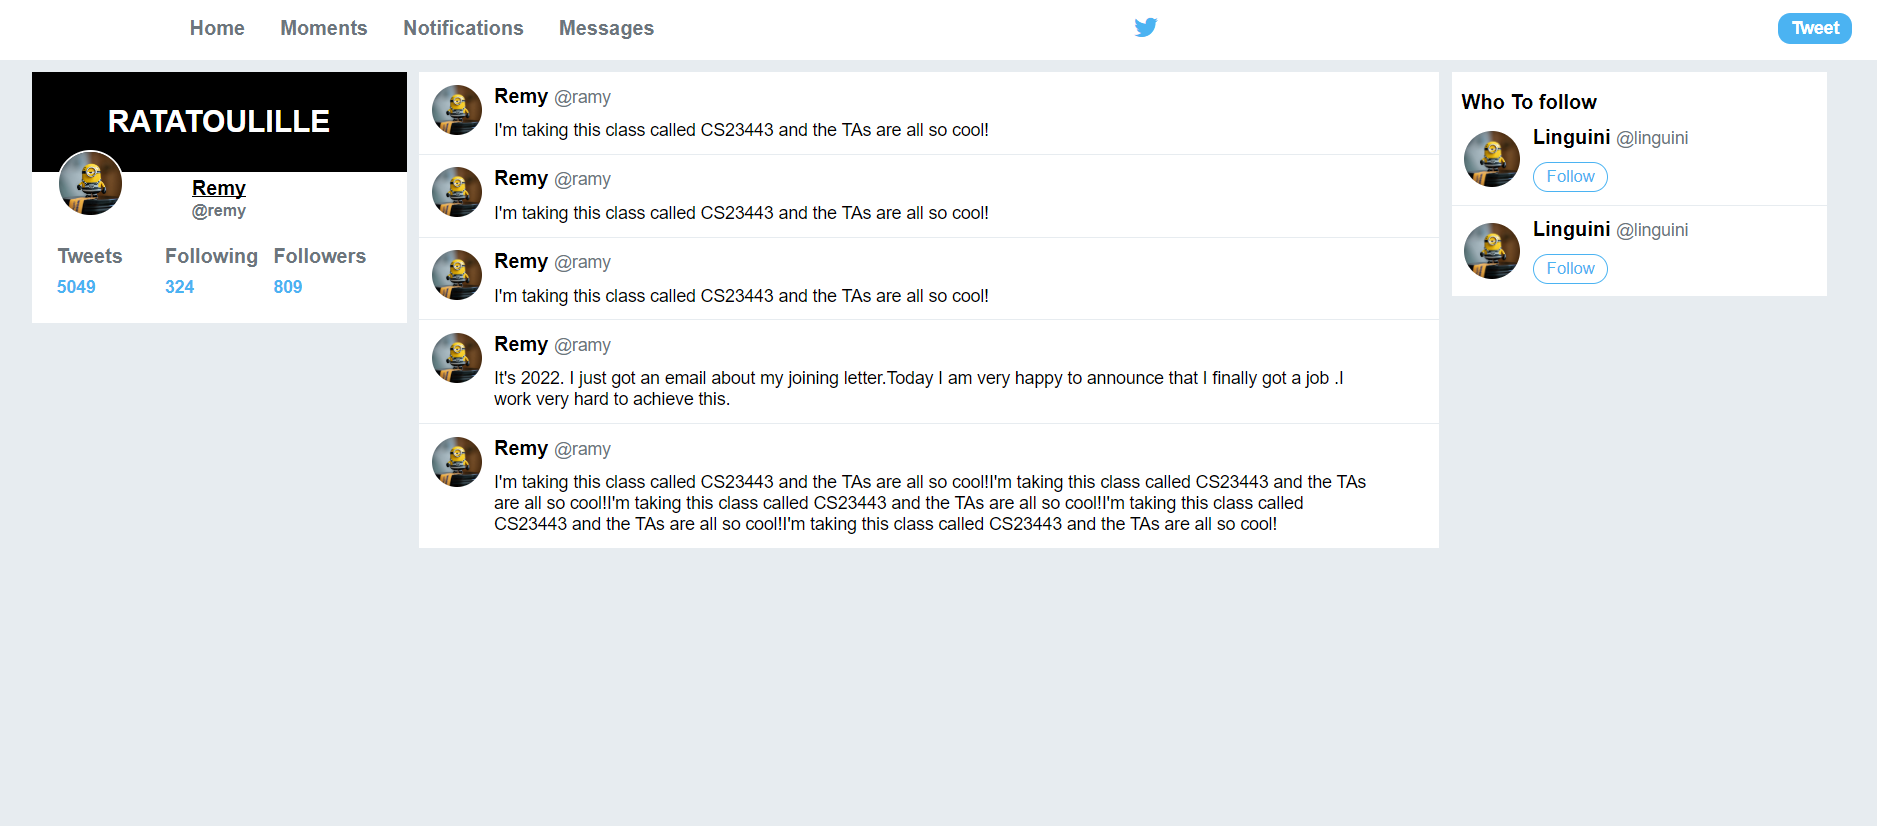 Home Moments Notifications Messages Tweet
RATATOULILLE
Remy
@remy
Tweets Following Followers
5049 324 809
Remy @ramy
I'm taking this class called CS23443 and the TAs are all so cool!
Remy @ramy
I'm taking this class called CS23443 and the TAs are all so cool!
Remy @ramy
I'm taking this class called CS23443 and the TAs are all so cool!
Remy @ramy
It's 2022. I just got an email about my joining letter.Today I am very happy to announce that I finally got a job .I
work very hard to achieve this.
Remy @ramy
I'm taking this class called CS23443 and the TAs are all so cool!I'm taking this class called CS23443 and the TAs
are all so cool!I'm taking this class called CS23443 and the TAs are all so cool!I'm taking this class called
CS23443 and the TAs are all so cool!I'm taking this class called CS23443 and the TAs are all so cool!
Who To follow
Linguini @linguini
Follow
Linguini @linguini
Follow